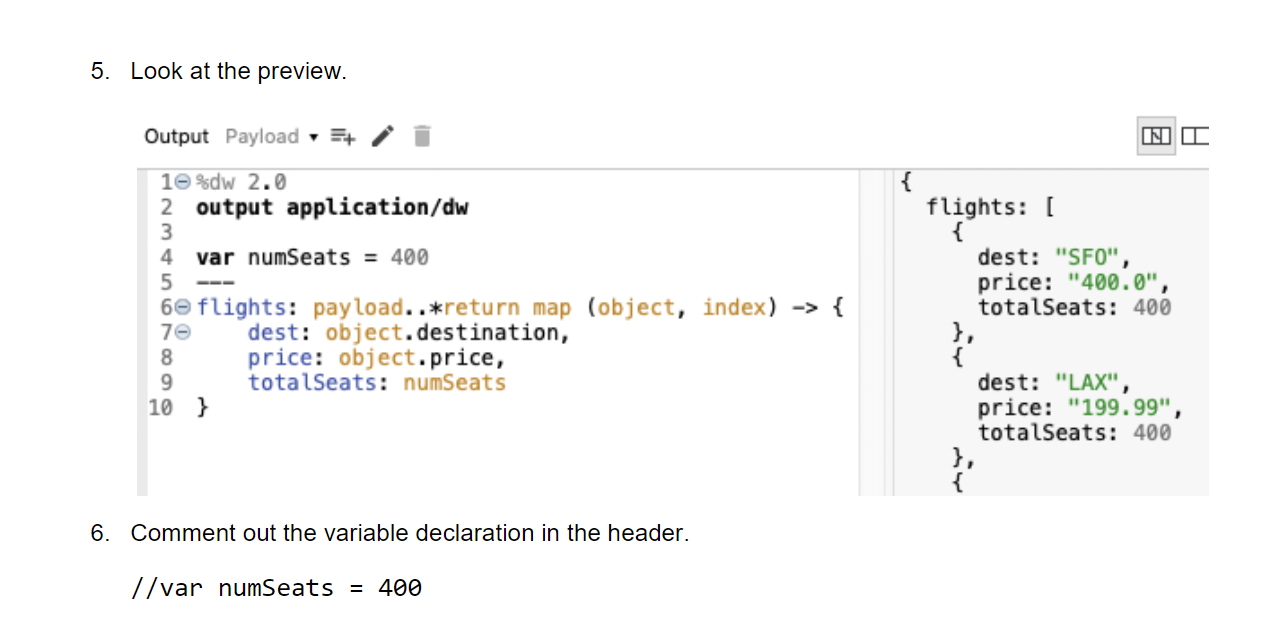 5. Look at the preview.
Output Payload
1 %dw 2.0
2 output application/dw
3
4 var numSeats = 400
5 ---
6 flights: payload..*return map (object, index) -> {
7 dest: object.destination,
8 price: object.price,
9 totalSeats: numSeats
10 }
{
flights: [
{
dest: "SFO",
price: "400.0",
totalSeats: 400
},
{
dest: "LAX",
price: "199.99",
totalSeats: 400
},
{
6. Comment out the variable declaration in the header.
//var numSeats = 400